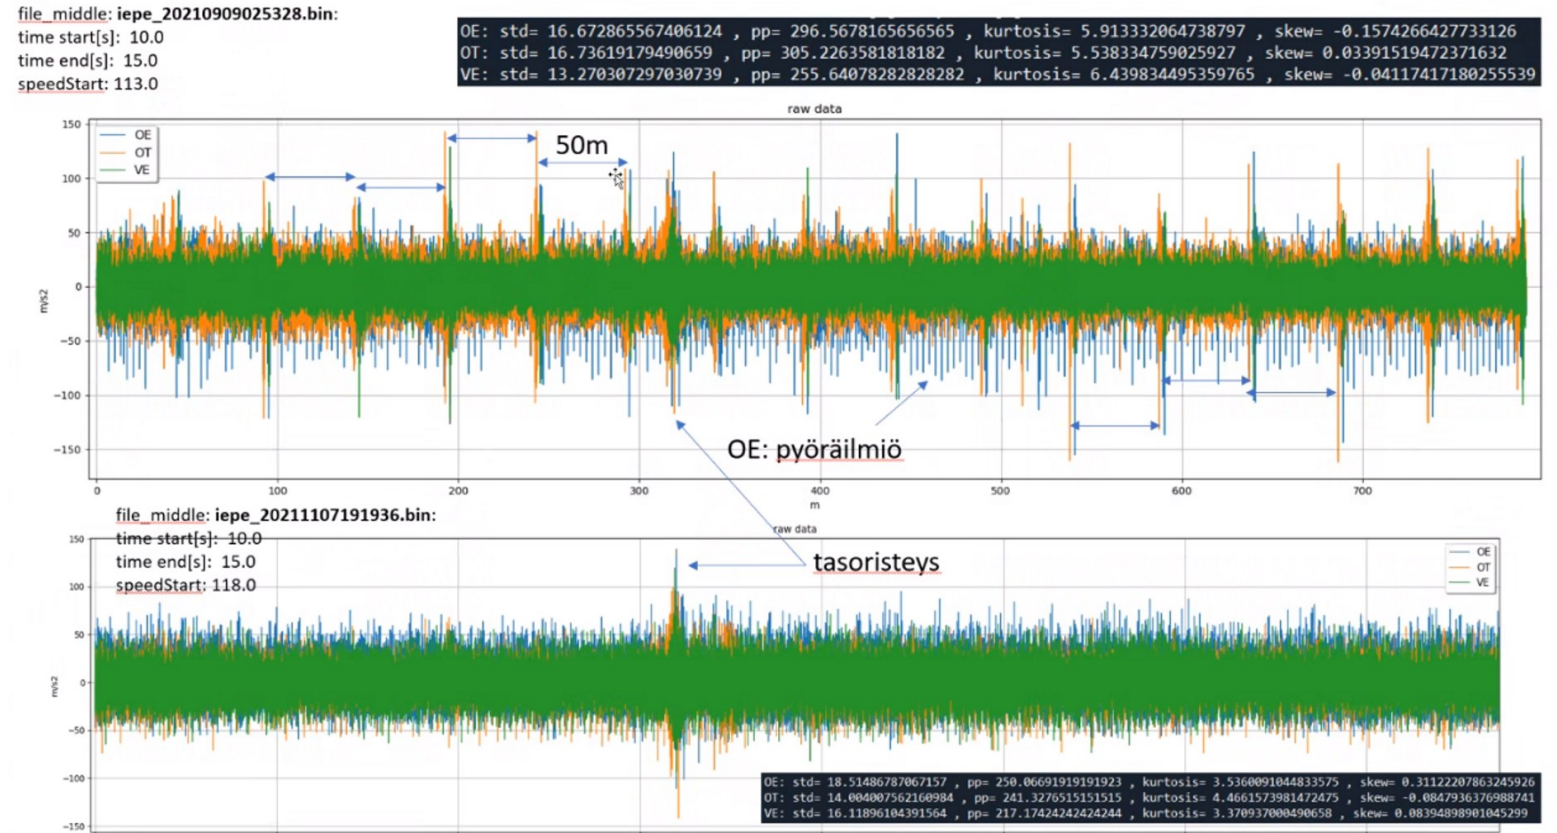 file_middle: iepe_20210909025328.bin:
time start[s]: 10.0
time end[s]: 15.0
speedStart: 113.0
OE: std= 16.672865567406124 , pp= 296.5678165656565 , kurtosis= 5.913332064738797 , skew= -0.1574266427733126
OT: std= 16.73619179490659 , pp= 305.2263581818182 , kurtosis= 5.538334759025927 , skew= 0.03391519472371632
VE: std= 13.270307297030739 , pp= 255.64078282828282 , kurtosis= 6.439834495359765 , skew= -0.041174171802555539
raw data
150
100
50
0
−50
−100
−150
m/s2
OE
OT
VE
50m
OE: pyöräilmiö
0 100 200 300 400 500 600 700
m
file_middle: iepe_20211107191936.bin:
time start[s]: 10.0
time end[s]: 15.0
speedStart: 118.0
raw data
tasoristeys
150
100
50
0
−50
−100
−150
m/s2
OE
OT
VE
OE: std= 18.51486787067157 , pp= 250.06691919191923 , kurtosis= 3.5360091044833575 , skew= 0.31122207863245926
OT: std= 14.004007562160984 , pp= 241.3276515151515 , kurtosis= 4.4661573981472475 , skew= -0.0847936376988741
VE: std= 16.11896104391564 , pp= 217.17424242424244 , kurtosis= 3.370937000490658 , skew= 0.08394898901045299